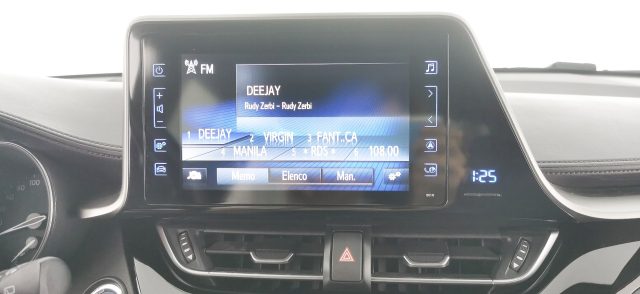 FM
DEEJAY
Rudy Zerbi - Rudy Zerbi
1 DEEJAY 2 VIRGIN 3 FANT.CA
4 MANILA 5 * RDS * 6 108.00
Memo Elenco Man.
1:25
100